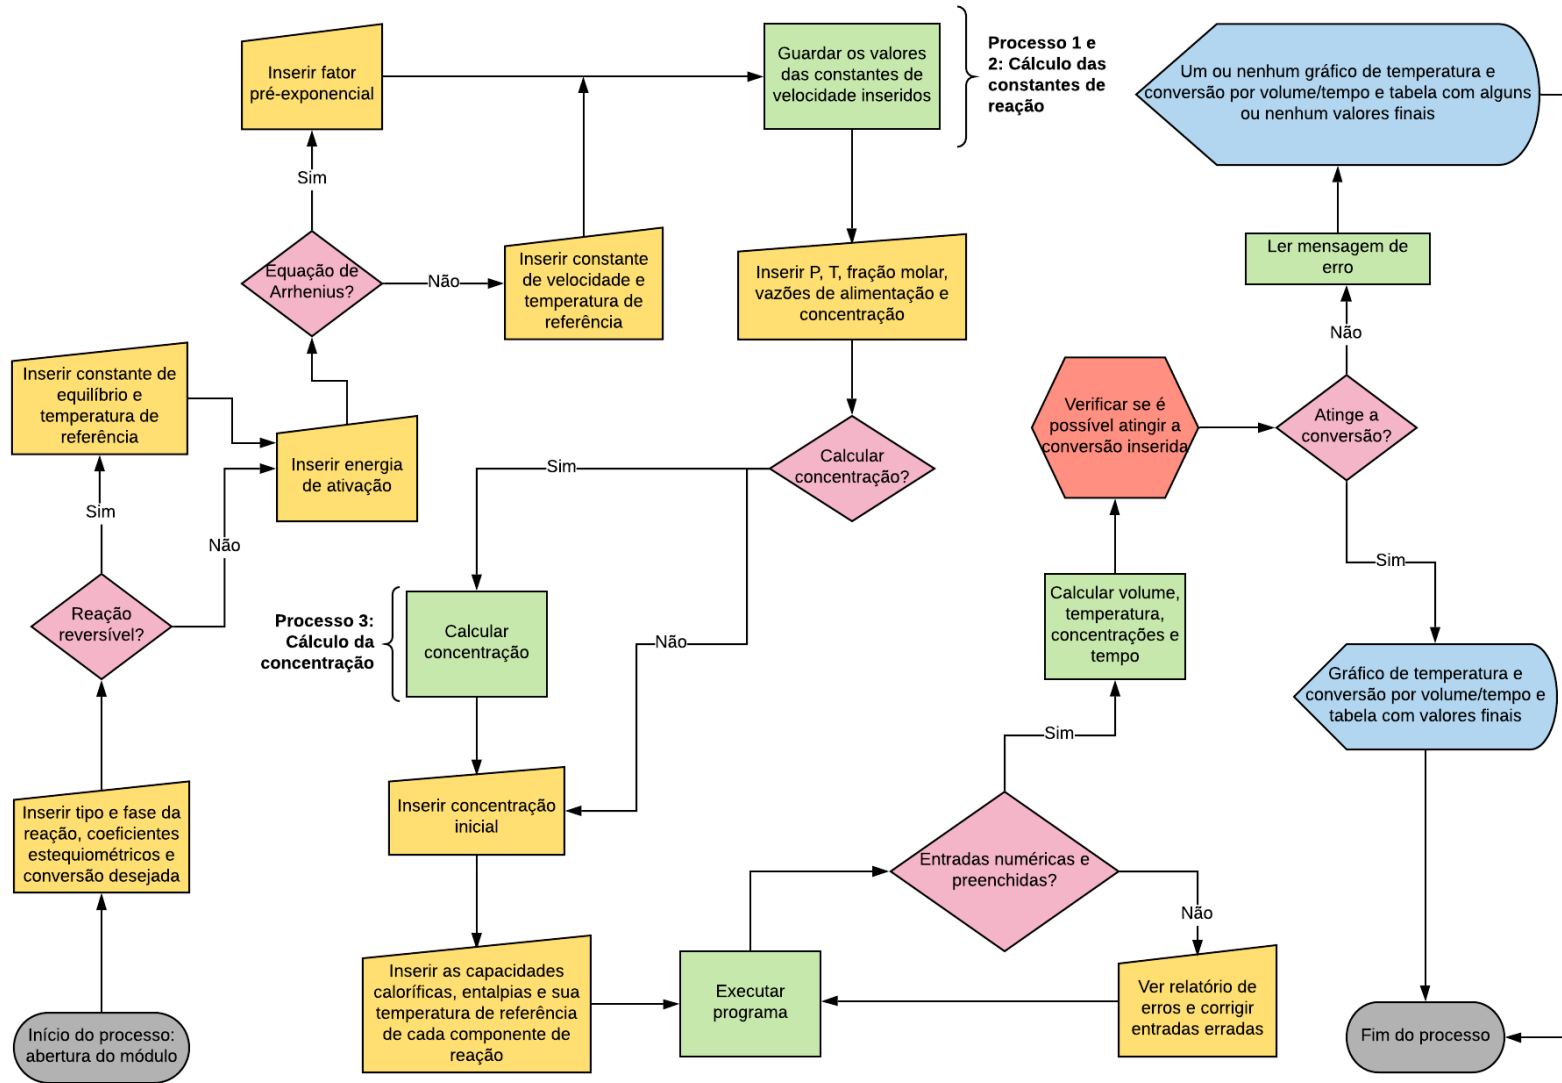 Início do processo:
abertura do módulo
Inserir tipo e fase da
reação, coeficientes
estequiométricos e
conversão desejada
Reação
reversível?
Sim
Não
Inserir constante de
equilíbrio e
temperatura de
referência
Inserir energia
de ativação
Equação de
Arrhenius?
Sim
Não
Inserir fator
pré-exponencial
Inserir constante
de velocidade e
temperatura de
referência
Guardar os valores
das constantes de
velocidade inseridos
Processo 1 e
2: Cálculo das
constantes de
reação
Inserir P, T, fração molar,
vazões de alimentação e
concentração
Calcular
concentração?
Sim
Não
Processo 3:
Cálculo da
concentração
Calcular
concentração
Inserir concentração
inicial
Inserir as capacidades
caloríficas, entalpias e sua
temperatura de referência
de cada componente de
reação
Executar
programa
Entradas numéricas e
preenchidas?
Não
Ver relatório de
erros e corrigir
entradas erradas
Sim
Calcular volume,
temperatura,
concentrações e
tempo
Verificar se é
possível atingir a
conversão inserida
Atinge a
conversão?
Não
Ler mensagem de
erro
Um ou nenhum gráfico de temperatura e
conversão por volume/tempo e tabela com alguns
ou nenhum valores finais
Sim
Gráfico de temperatura e
conversão por volume/tempo e
tabela com valores finais
Fim do processo